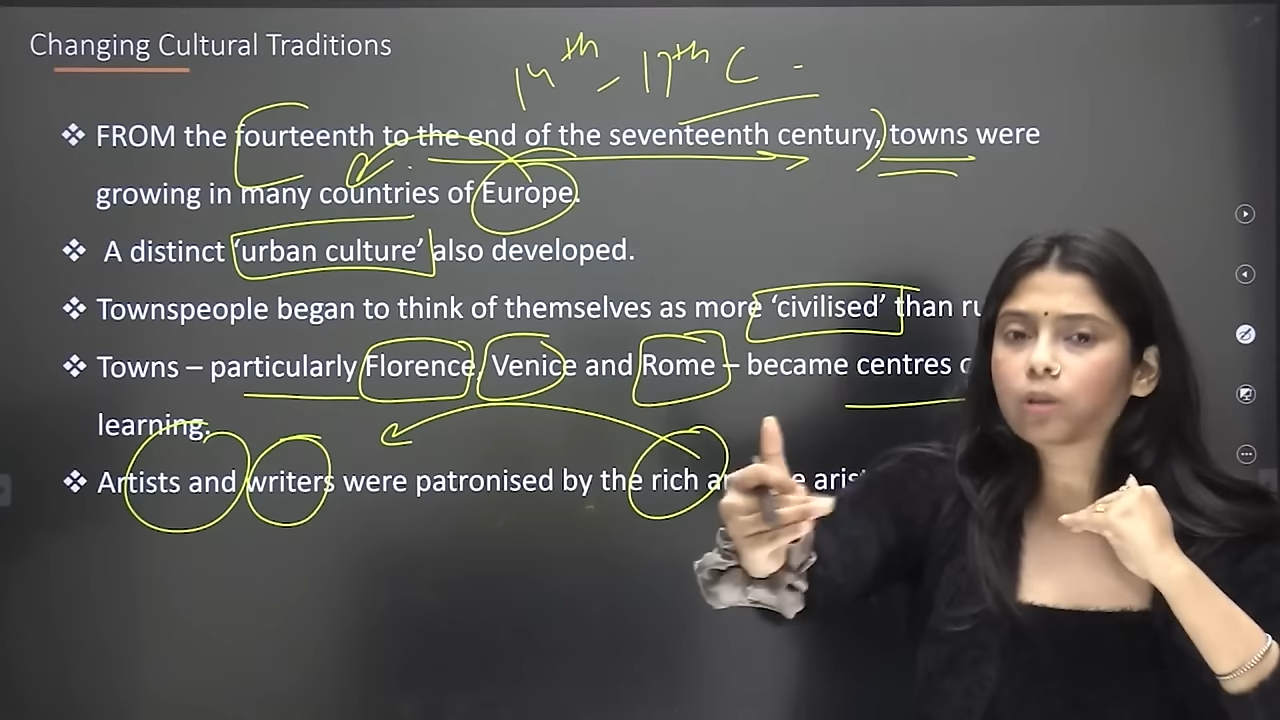 Changing Cultural Traditions
14th - 17th C
❖ FROM the fourteenth to the end of the seventeenth century, towns were
growing in many countries of Europe.
❖ A distinct ‘urban culture’ also developed.
❖ Townspeople began to think of themselves as more ‘civilised’ than
❖ Towns – particularly Florence, Venice and Rome – became centres
learning.
❖ Artists and writers were patronised by the rich